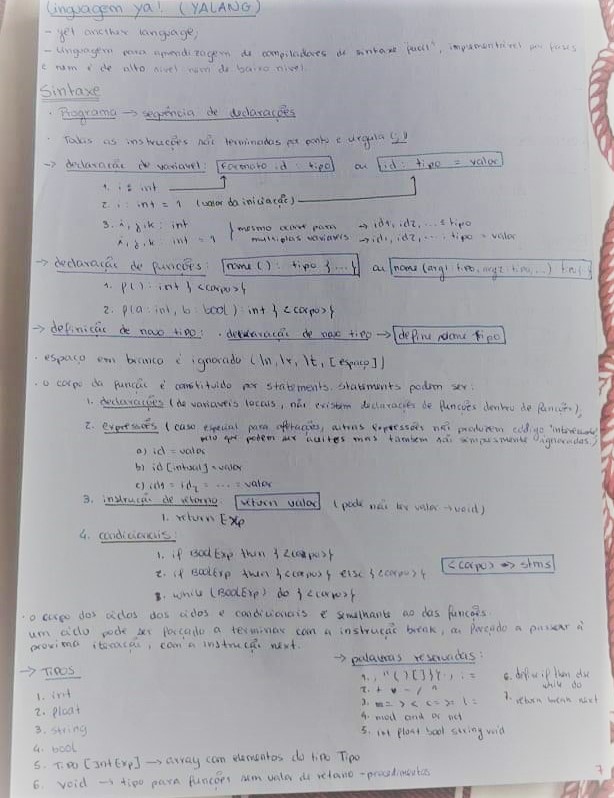 Linguagem ya! (YALANG)
- yet another language;
- linguagem para aprendizagem de compiladores de sintaxe fácil, implementável por fases
e nem é de alto nível nem de baixo nível.
Sintaxe
· Programa → sequência de declarações
· Todas as instruções são terminadas por ponto e vírgula (;)
→ declaração de variável: formato id : tipo ou id : tipo = valor
1. i : int
2. i : int = 1 (valor da iniciação)
3. i, j, k : int } mesmo ocorre para → id1, id2, ... : tipo
i, j, k : int = 1 } multiplas variaveis → id1, id2, ... : tipo = valor
→ declaração de funções: nome () : tipo {...} ou nome (arg1: tipo, arg2: tipo, ...) {...}
1. f() : int { <corpo> }
2. f(a : int, b : bool) : int { <corpo> }
→ definição de novo tipo: · declaração de novo tipo → define nome tipo
· espaço em branco é ignorado (\n, \r, \t, [espaço])
· o corpo da função é constituído por statements. Statements podem ser:
1. declarações (de variaveis locais, não existem declarações de funções dentro de funções);
2. expressões (caso especial para afetação, outras expressões não produzem código
pelo que podem ser aceites mas também são simplesmente ignoradas)
a) id = valor
b) id [intval] = valor
c) id1 = id2 = ... = valor
3. instrução de retorno: return valor (pode não ter valor → void)
1. return Exp
4. condicionais:
1. if BoolExp then { <corpo> }
2. if BoolExp then { <corpo> } else { <corpo> }
3. while (BoolExp) do { <corpo> }
<corpo> => stms
· o corpo dos ciclos dos ciclos e condicionais é semelhante ao das funções.
um ciclo pode ser forçado a terminar com a instrução break, ou forçado a passar à
proxima iteração, com a instrução next.
→ TIPOS
1. int
2. float
3. string
4. bool
5. TIPO [IntExp] → array com elementos do tipo Tipo
6. void → tipo para funções sem valor de retorno - procedimentos
→ palavras reservadas:
2. + * - / ^
4. mod and or not
5. int float bool string void
6. define if then else
while do
7. return break next
7